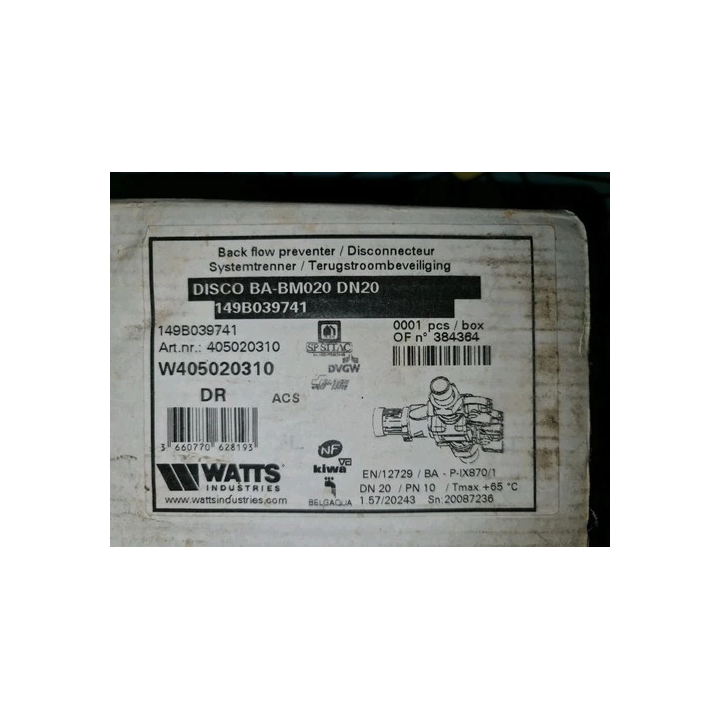 Back flow preventer / Disconnecteur
Systemtrenner / Terugstroombeveiliging
DISCO BA-BM020 DN20
149B039741
149B039741
Art.nr.: 405020310
W405020310
DR
ACS
3 660770 628193
SPSITAC
DVGW
0001 pcs / box
OF n° 384364
WATTS
INDUSTRIES
www.wattsindustries.com
NF
kiwa
BELGAQUA
EN/12729 / BA - P-IX870/1
DN 20 / PN 10 / Tmax +65 °C
1.57/20243 Sn:20087236